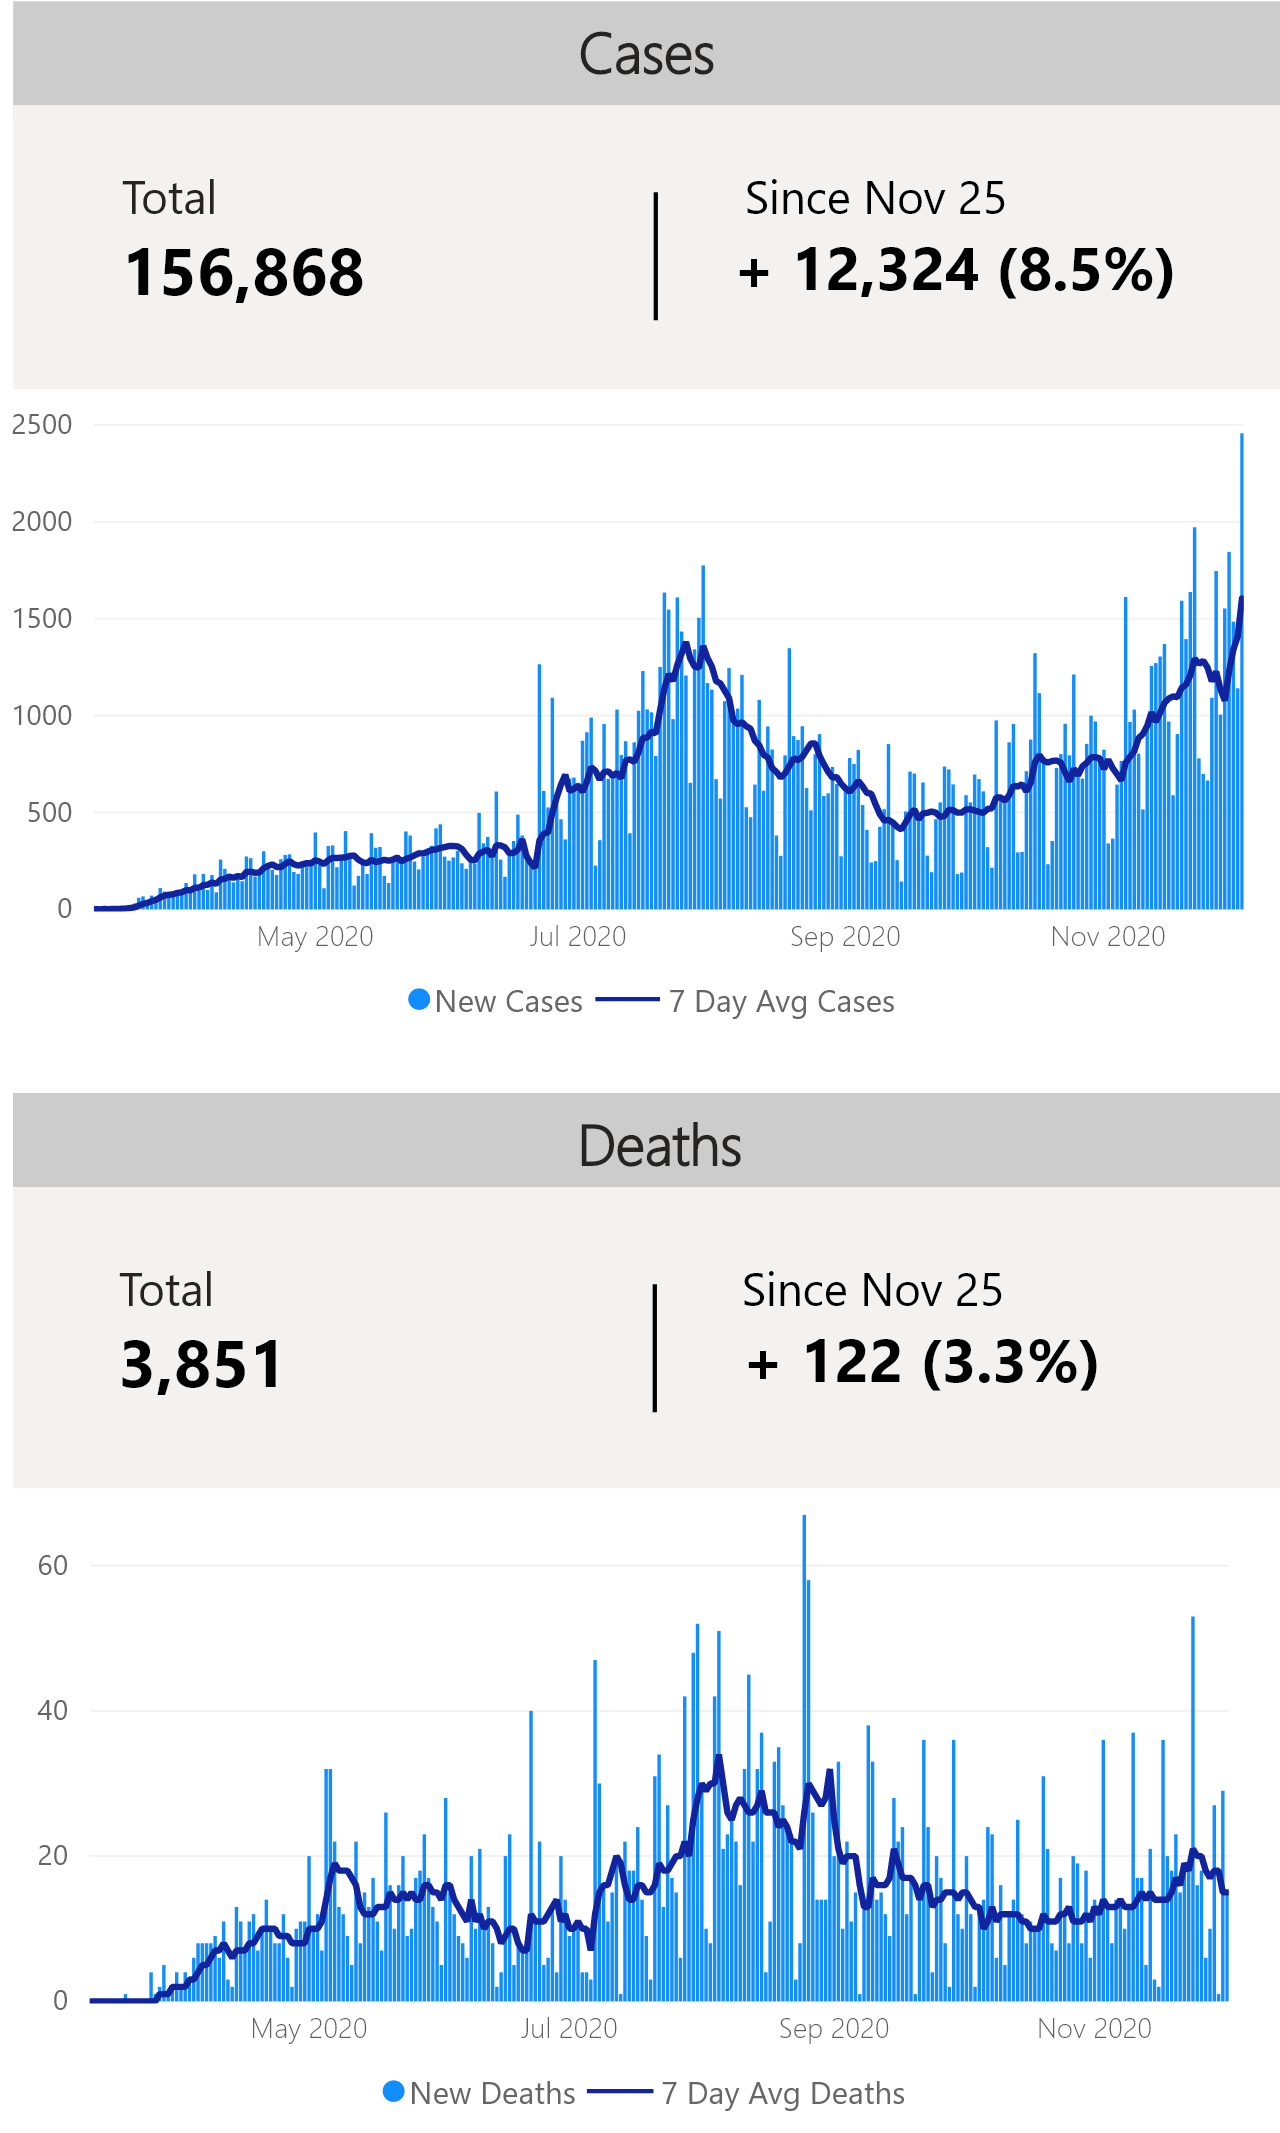 Cases
Total
Since Nov 25
156,868
+ 12,324 (8.5%)
2500
2000
1500
1000
500
0
May 2020
Jul 2020
Sep 2020
Nov 2020
New Cases
7 Day Avg Cases
Deaths
Total
Since Nov 25
3,851
+ 122 (3.3%)
60
40
20
0
May 2020
Jul 2020
Sep 2020
Nov 2020
New Deaths
7 Day Avg Deaths